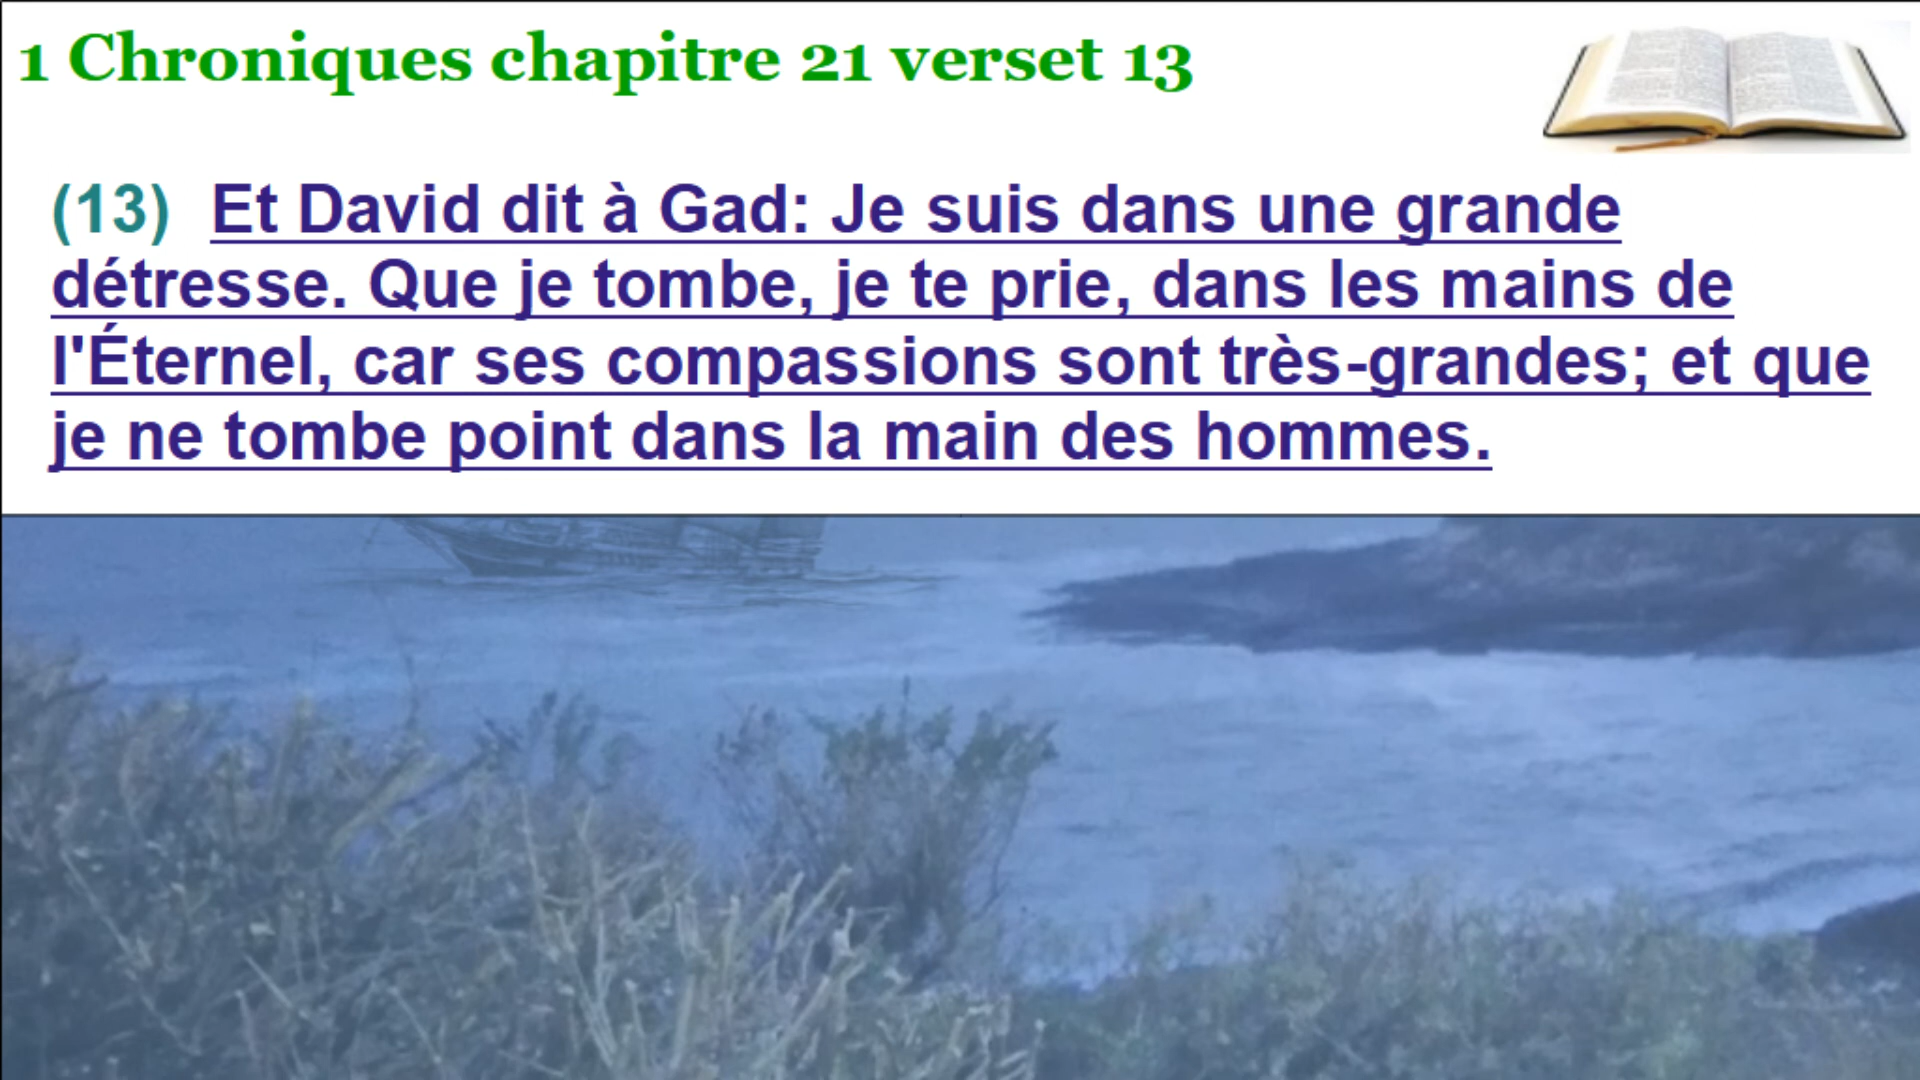 1 Chroniques chapitre 21 verset 13
(13) Et David dit à Gad: Je suis dans une grande
détresse. Que je tombe, je te prie, dans les mains de
l'Éternel, car ses compassions sont très-grandes; et que
je ne tombe point dans la main des hommes.